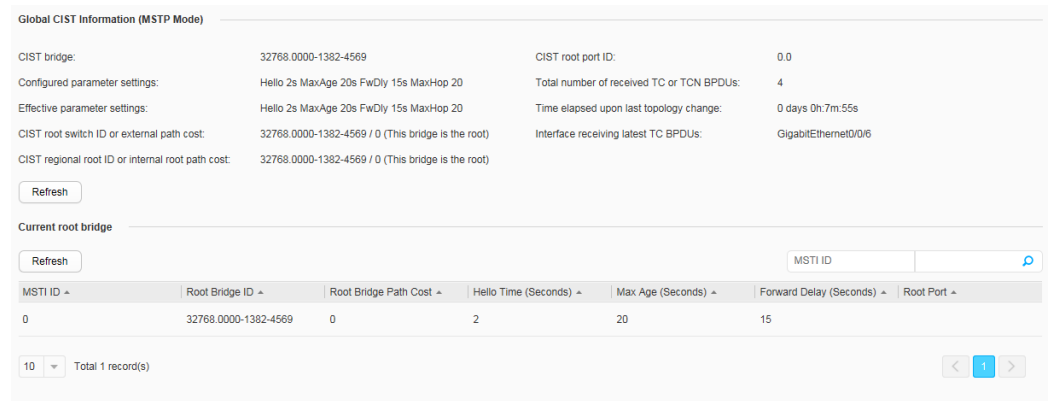 Global CIST Information (MSTP Mode)
CIST bridge: 32768.0000-1382-4569 CIST root port ID: 0.0
Configured parameter settings: Hello 2s MaxAge 20s FwDly 15s MaxHop 20 Total number of received TC or TCN BPDUs: 4
Effective parameter settings: Hello 2s MaxAge 20s FwDly 15s MaxHop 20 Time elapsed upon last topology change: 0 days 0h:7m:55s
CIST root switch ID or external path cost: 32768.0000-1382-4569 / 0 (This bridge is the root) Interface receiving latest TC BPDUs: GigabitEthernet0/0/6
CIST regional root ID or internal root path cost: 32768.0000-1382-4569 / 0 (This bridge is the root)
Refresh
Current root bridge
Refresh MSTI ID
MSTI ID Root Bridge ID Root Bridge Path Cost Hello Time (Seconds) Max Age (Seconds) Forward Delay (Seconds) Root Port
0 32768.0000-1382-4569 0 2 20 15
10 Total 1 record(s) < 1 >